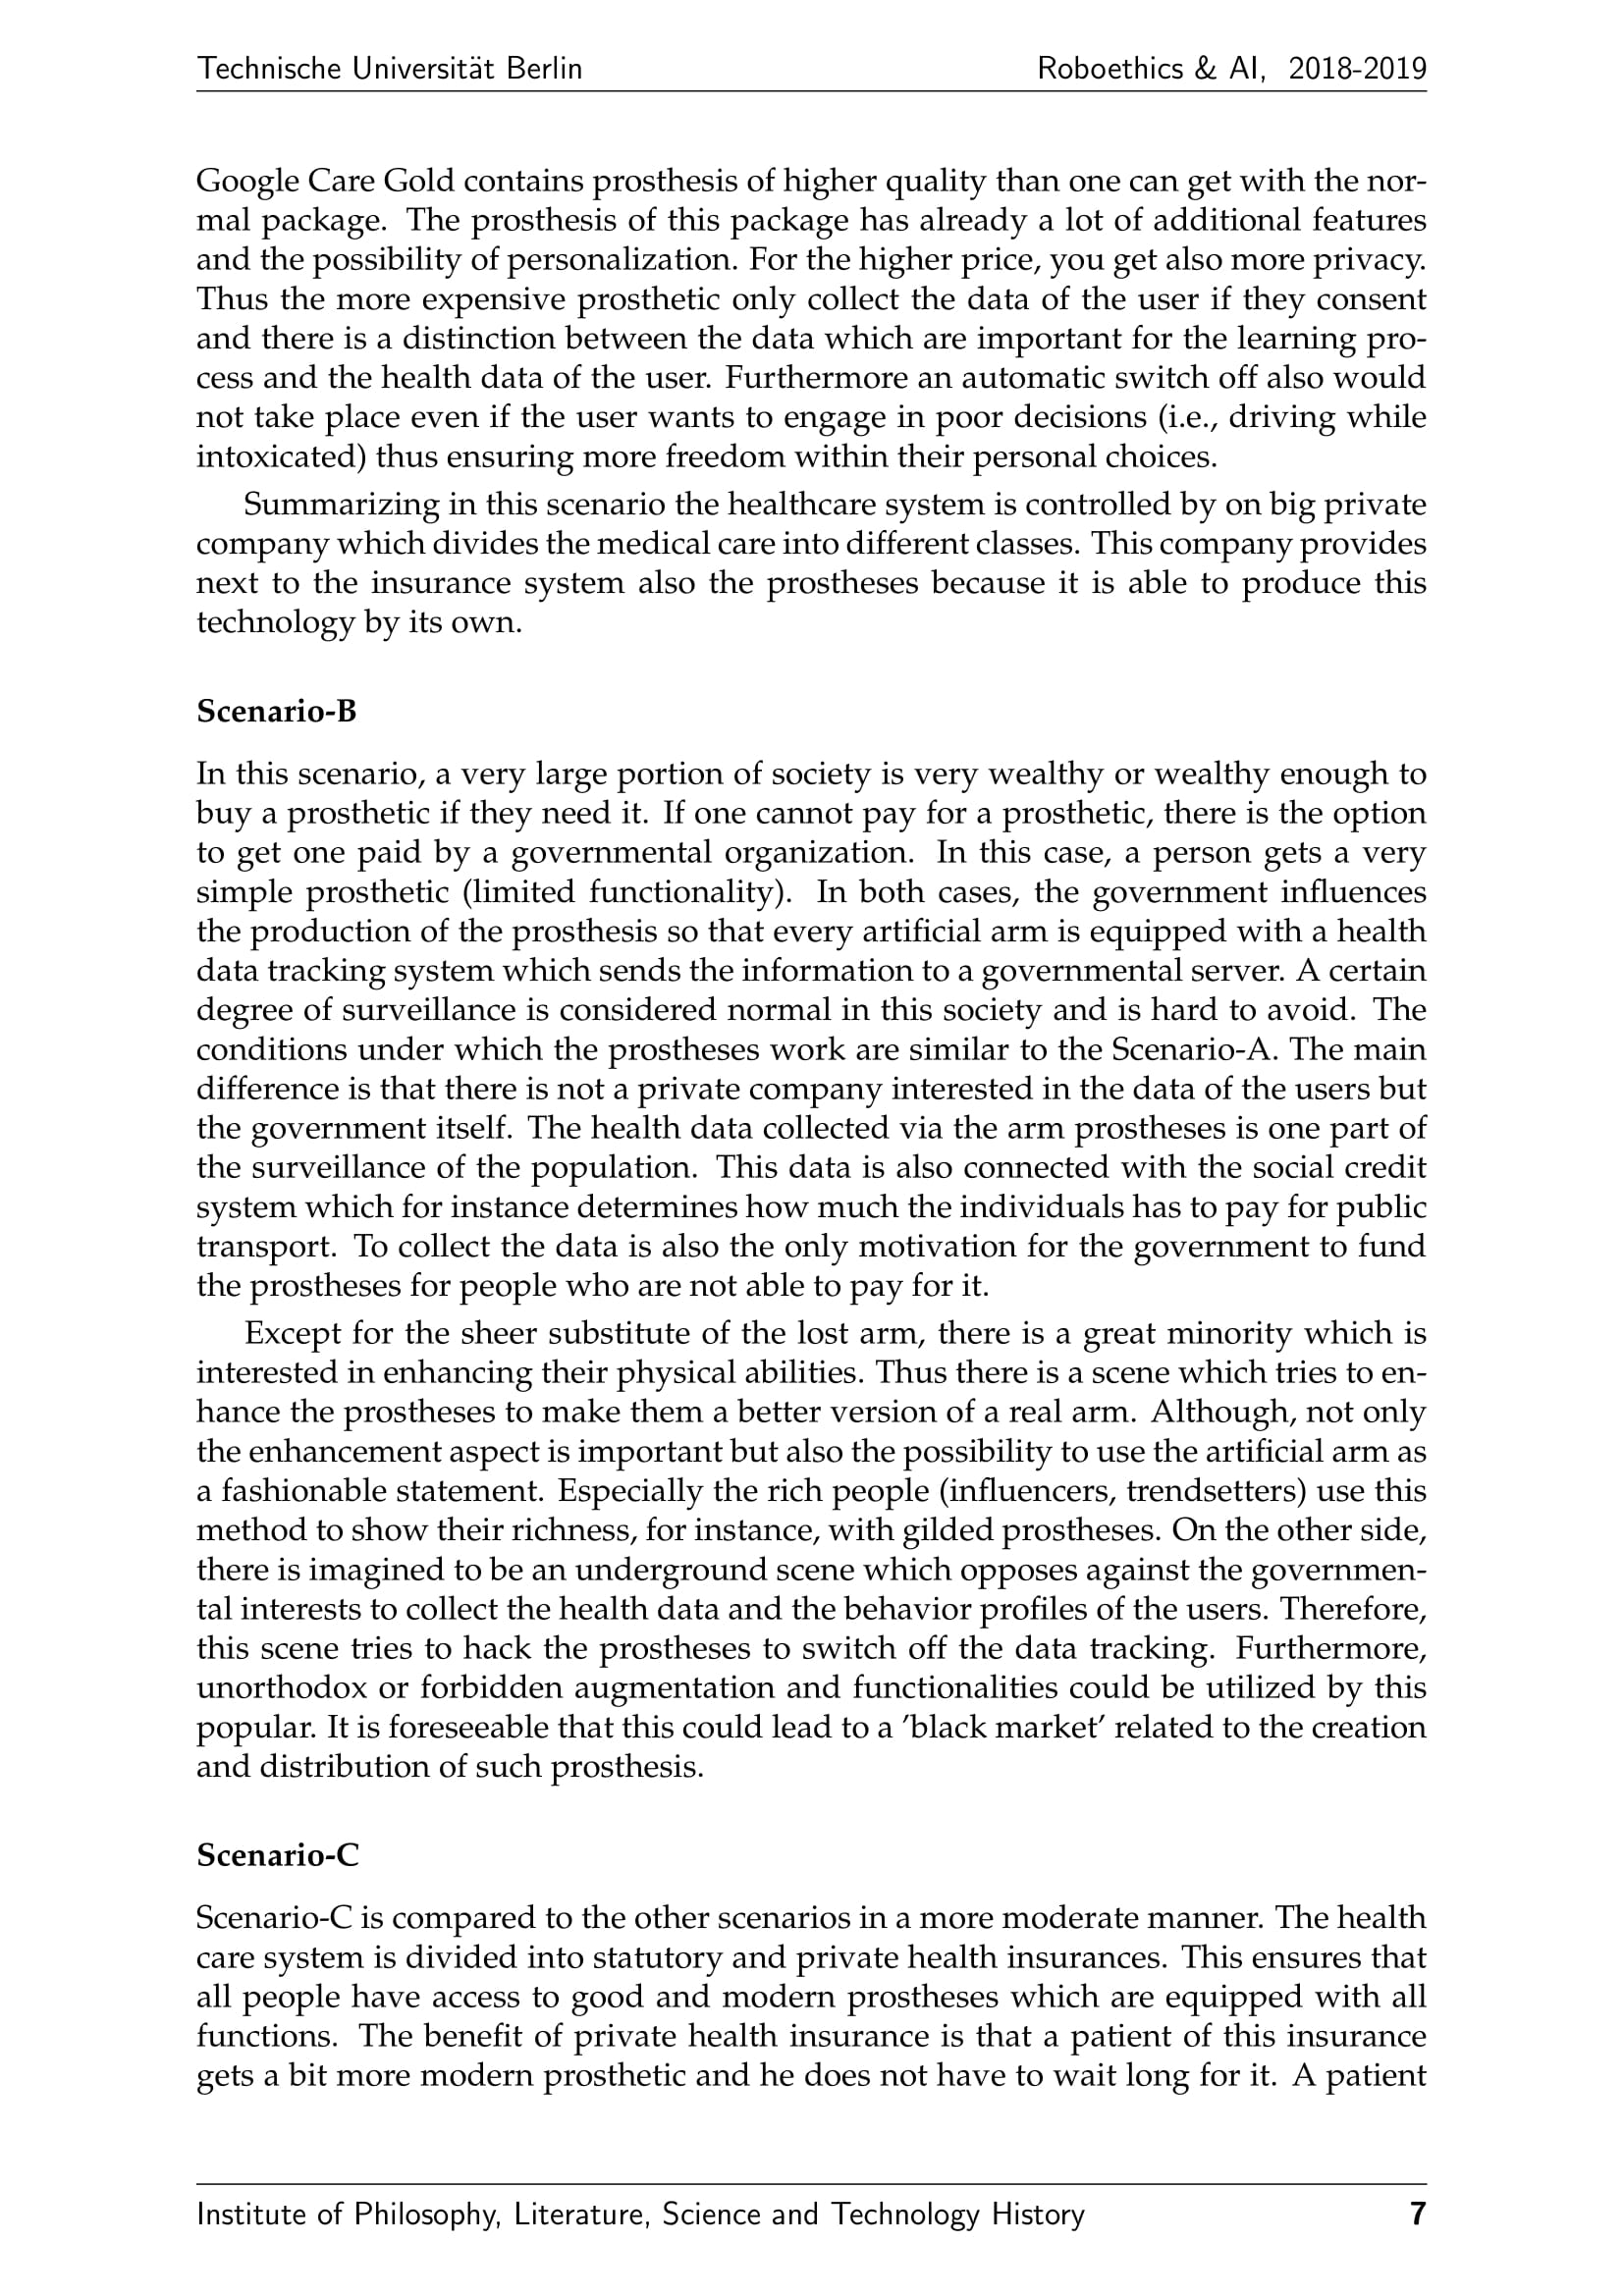 Technische Universität Berlin
Roboethics & AI, 2018-2019
Google Care Gold contains prosthesis of higher quality than one can get with the nor-
mal package. The prosthesis of this package has already a lot of additional features
and the possibility of personalization. For the higher price, you get also more privacy.
Thus the more expensive prosthetic only collect the data of the user if they consent
and there is a distinction between the data which are important for the learning pro-
cess and the health data of the user. Furthermore an automatic switch off also would
not take place even if the user wants to engage in poor decisions (i.e., driving while
intoxicated) thus ensuring more freedom within their personal choices.
Summarizing in this scenario the healthcare system is controlled by on big private
company which divides the medical care into different classes. This company provides
next to the insurance system also the prostheses because it is able to produce this
technology by its own.
Scenario-B
In this scenario, a very large portion of society is very wealthy or wealthy enough to
buy a prosthetic if they need it. If one cannot pay for a prosthetic, there is the option
to get one paid by a governmental organization. In this case, a person gets a very
simple prosthetic (limited functionality). In both cases, the government influences
the production of the prosthesis so that every artificial arm is equipped with a health
data tracking system which sends the information to a governmental server. A certain
degree of surveillance is considered normal in this society and is hard to avoid. The
conditions under which the prostheses work are similar to the Scenario-A. The main
difference is that there is not a private company interested in the data of the users but
the government itself. The health data collected via the arm prostheses is one part of
the surveillance of the population. This data is also connected with the social credit
system which for instance determines how much the individuals has to pay for public
transport. To collect the data is also the only motivation for the government to fund
the prostheses for people who are not able to pay for it.
Except for the sheer substitute of the lost arm, there is a great minority which is
interested in enhancing their physical abilities. Thus there is a scene which tries to en-
hance the prostheses to make them a better version of a real arm. Although, not only
the enhancement aspect is important but also the possibility to use the artificial arm as
a fashionable statement. Especially the rich people (influencers, trendsetters) use this
method to show their richness, for instance, with gilded prostheses. On the other side,
there is imagined to be an underground scene which opposes against the governmen-
tal interests to collect the health data and the behavior profiles of the users. Therefore,
this scene tries to hack the prostheses to switch off the data tracking. Furthermore,
unorthodox or forbidden augmentation and functionalities could be utilized by this
popular. It is foreseeable that this could lead to a ’black market’ related to the creation
and distribution of such prosthesis.
Scenario-C
Scenario-C is compared to the other scenarios in a more moderate manner. The health
care system is divided into statutory and private health insurances. This ensures that
all people have access to good and modern prostheses which are equipped with all
functions. The benefit of private health insurance is that a patient of this insurance
gets a bit more modern prosthetic and he does not have to wait long for it. A patient
Institute of Philosophy, Literature, Science and Technology History
7